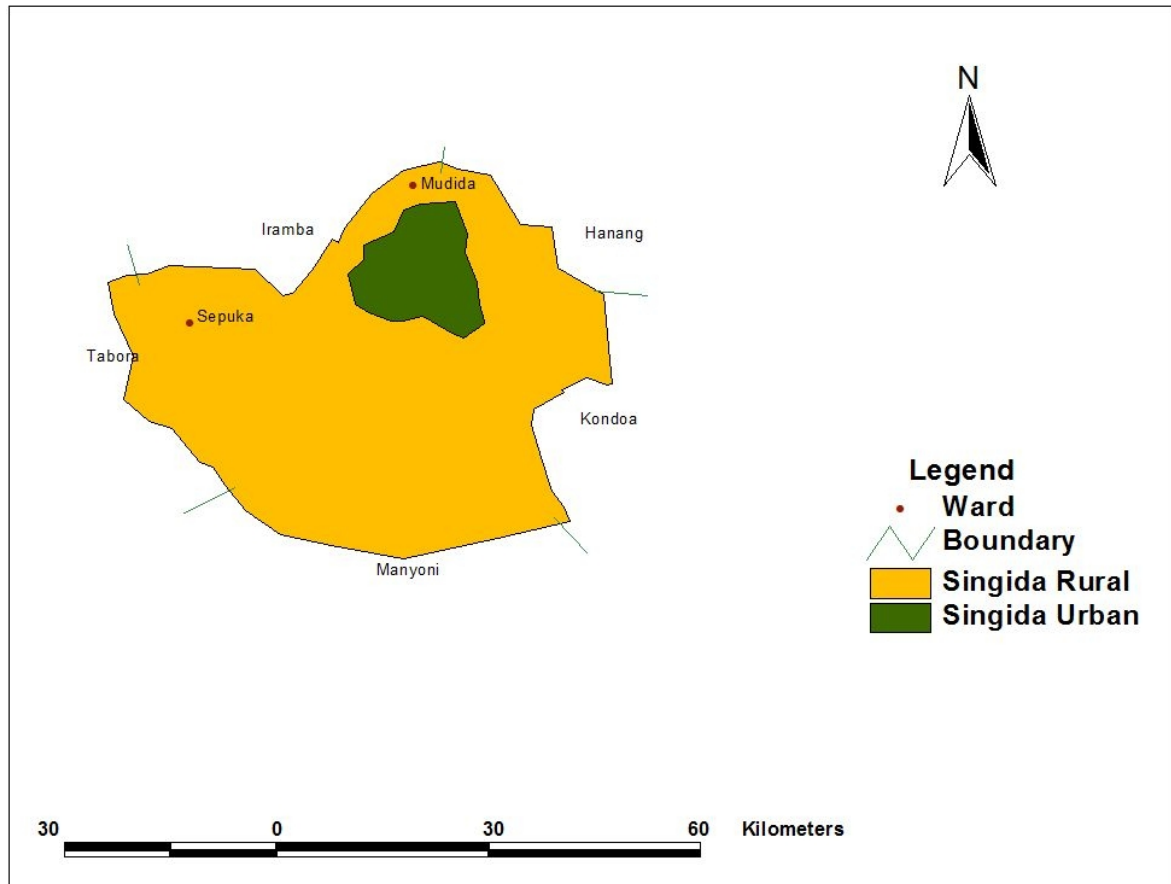 N
Mudida
Iramba
Hanang
Sepuka
Tabora
Kondoa
Manyoni
Legend
Ward
Boundary
Singida Rural
Singida Urban
30 0 30 60 Kilometers